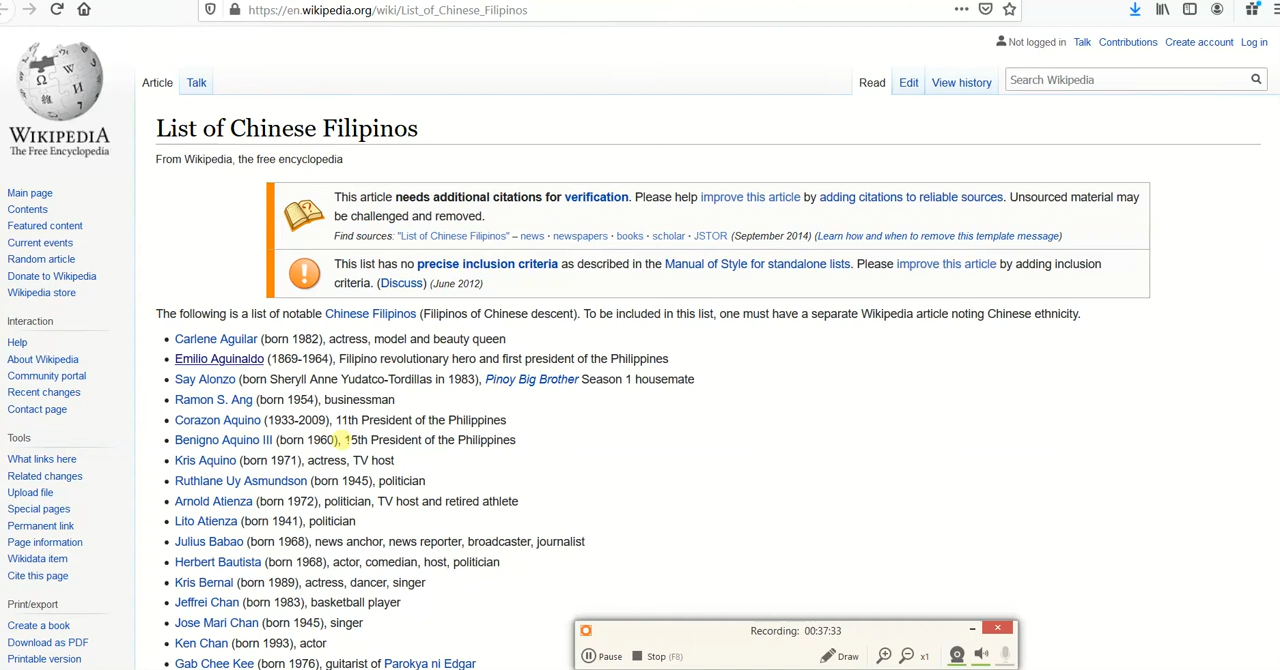 https://en.wikipedia.org/wiki/List_of_Chinese_Filipinos
Not logged in Talk Contributions Create account Log in
Article Talk Read Edit View history Search Wikipedia
WIKIPEDIA
The Free Encyclopedia
List of Chinese Filipinos
From Wikipedia, the free encyclopedia
This article needs additional citations for verification. Please help improve this article by adding citations to reliable sources. Unsourced material may
be challenged and removed.
Find sources: "List of Chinese Filipinos" – news · newspapers · books · scholar · JSTOR (September 2014) (Learn how and when to remove this template message)
This list has no precise inclusion criteria as described in the Manual of Style for standalone lists. Please improve this article by adding inclusion
criteria. (Discuss) (June 2012)
The following is a list of notable Chinese Filipinos (Filipinos of Chinese descent). To be included in this list, one must have a separate Wikipedia article noting Chinese ethnicity.
Carlene Aguilar (born 1982), actress, model and beauty queen
Emilio Aguinaldo (1869-1964), Filipino revolutionary hero and first president of the Philippines
Say Alonzo (born Sheryll Anne Yudatco-Tordillas in 1983), Pinoy Big Brother Season 1 housemate
Ramon S. Ang (born 1954), businessman
Corazon Aquino (1933-2009), 11th President of the Philippines
Benigno Aquino III (born 1960), 15th President of the Philippines
Kris Aquino (born 1971), actress, TV host
Ruthlane Uy Asmundson (born 1945), politician
Arnold Atienza (born 1972), politician, TV host and retired athlete
Lito Atienza (born 1941), politician
Julius Babao (born 1968), news anchor, news reporter, broadcaster, journalist
Herbert Bautista (born 1968), actor, comedian, host, politician
Kris Bernal (born 1989), actress, dancer, singer
Jeffrei Chan (born 1983), basketball player
Jose Mari Chan (born 1945), singer
Ken Chan (born 1993), actor
Gab Chee Kee (born 1976), guitarist of Parokya ni Edgar
Main page
Contents
Featured content
Current events
Random article
Donate to Wikipedia
Wikipedia store
Interaction
Help
About Wikipedia
Community portal
Recent changes
Contact page
Tools
What links here
Related changes
Upload file
Special pages
Permanent link
Page information
Wikidata item
Cite this page
Print/export
Create a book
Download as PDF
Printable version
Recording: 00:37:33
Pause Stop (F8) Draw x1